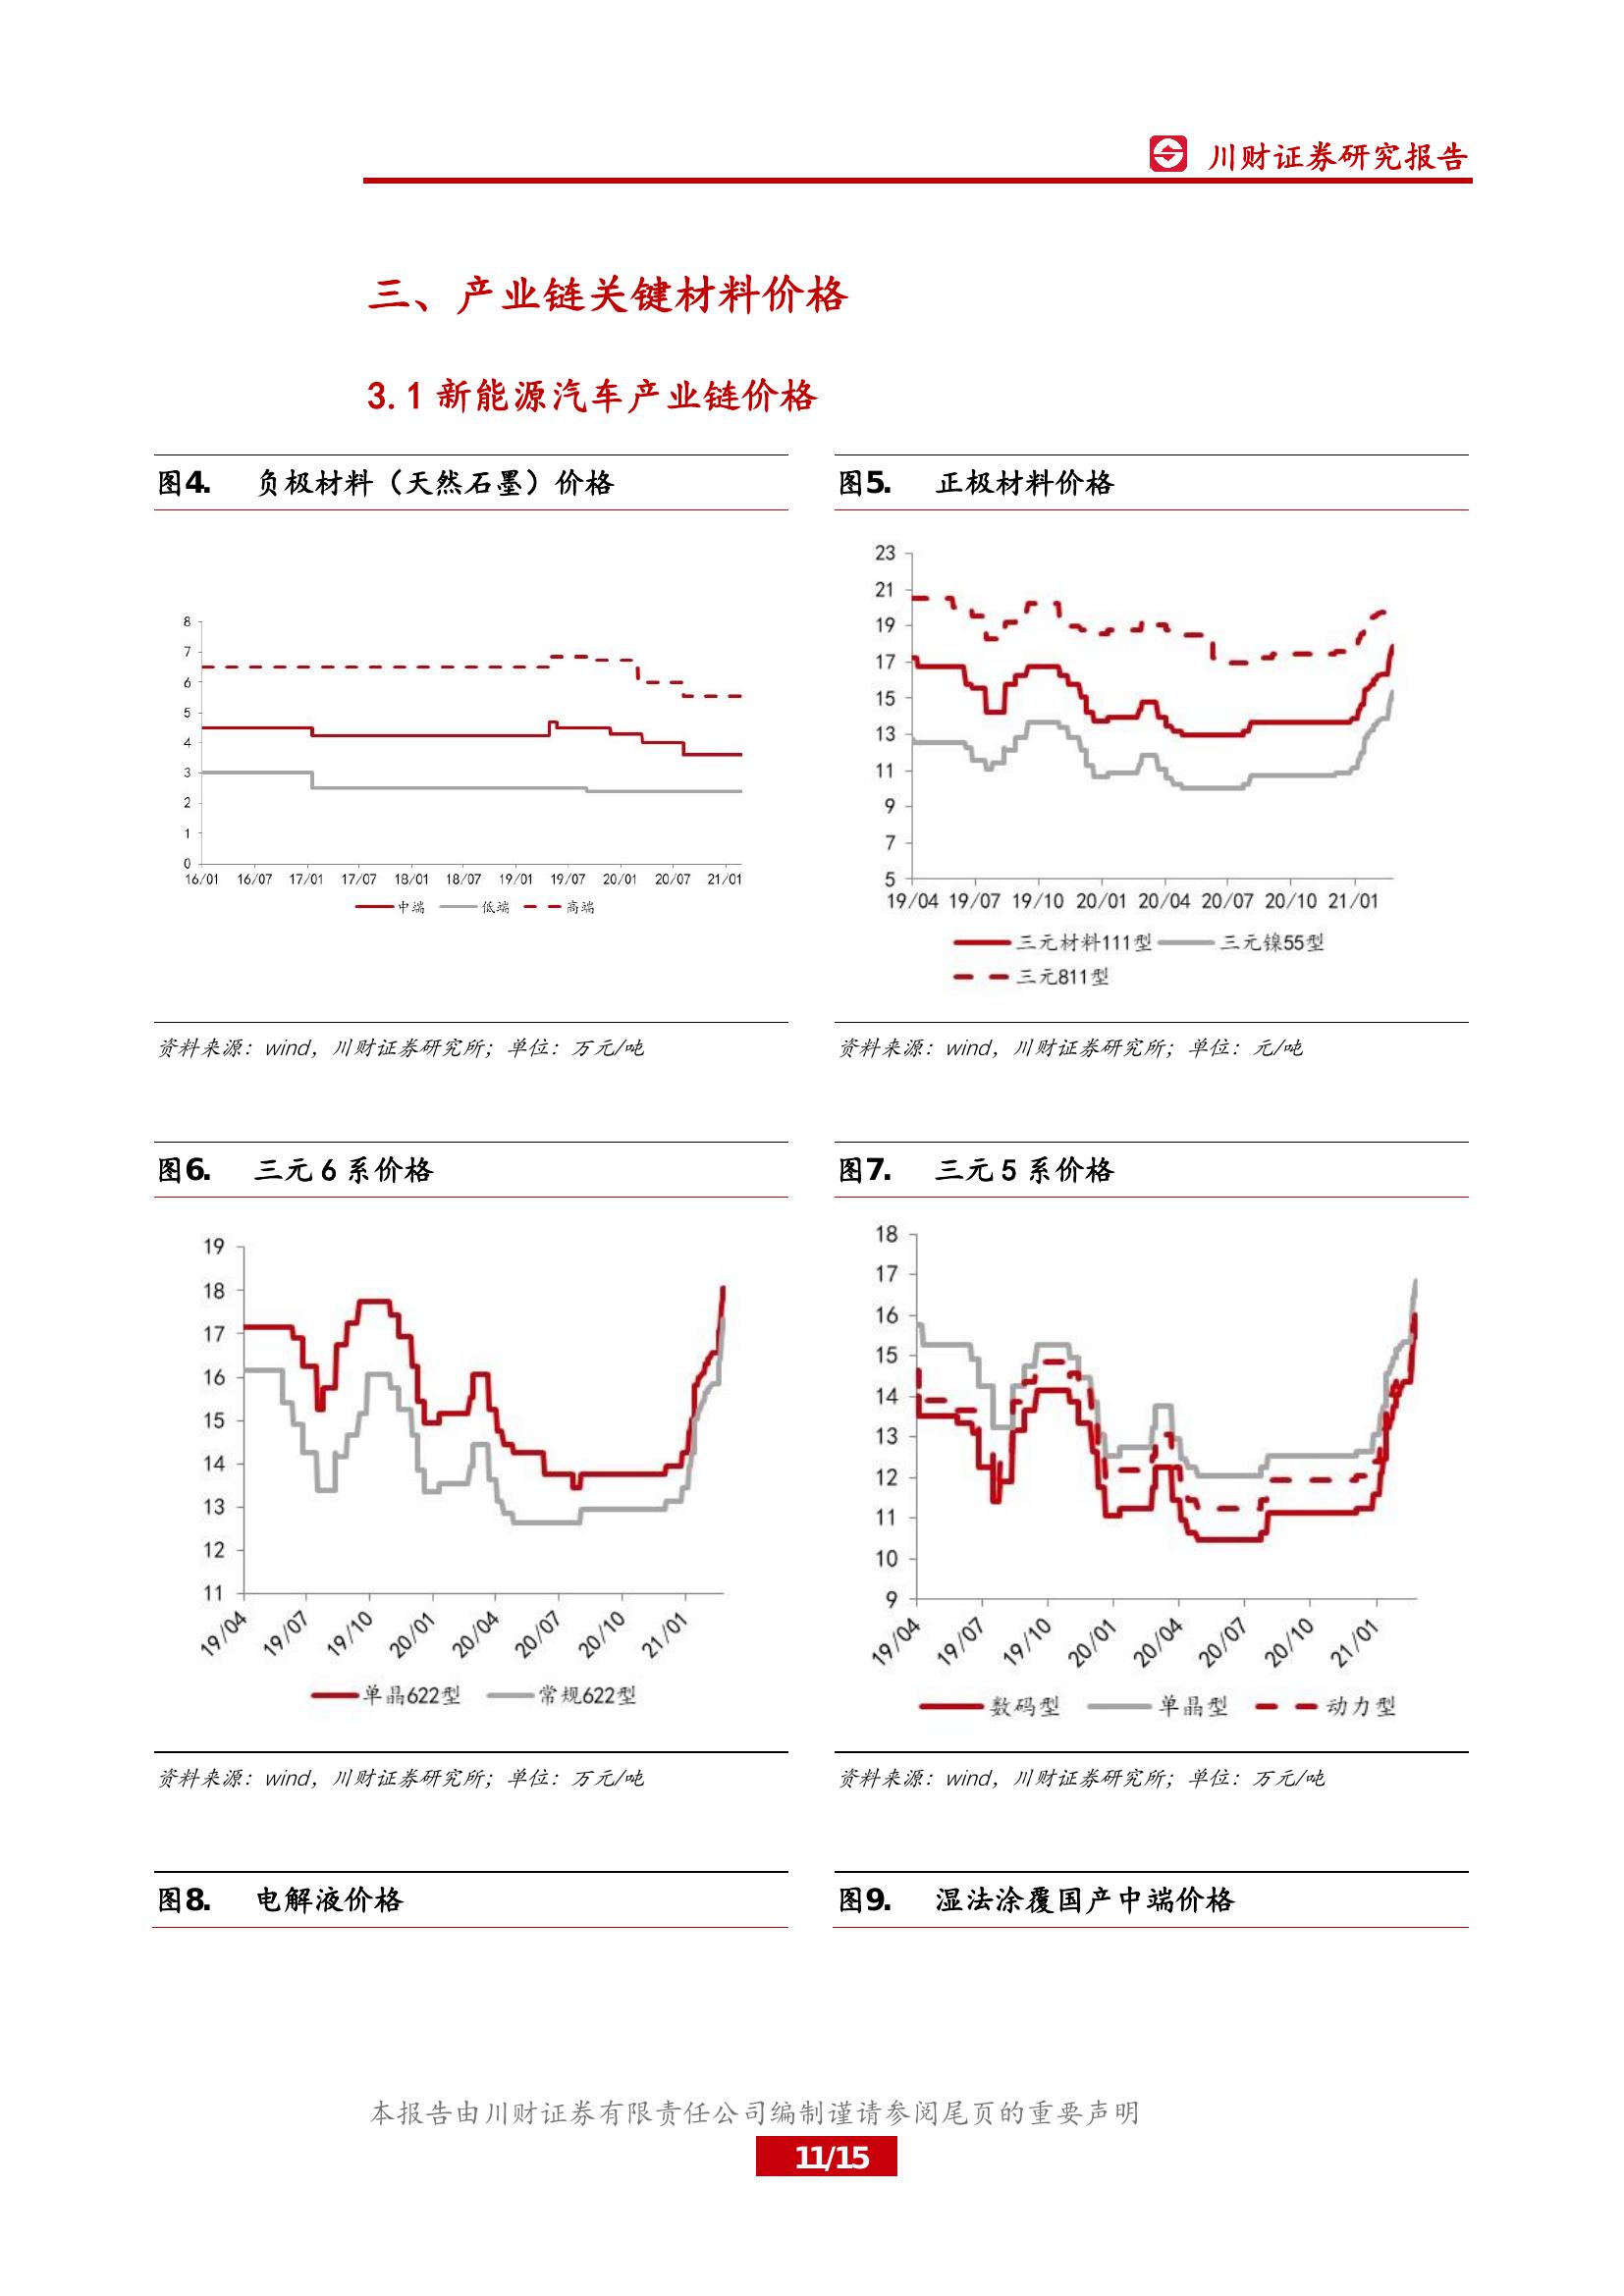 川财证券研究报告
三、产业链关键材料价格
3.1 新能源汽车产业链价格
图4. 负极材料（天然石墨）价格
8
7
6
5
4
3
2
1
0
16/01 16/07 17/01 17/07 18/01 18/07 19/01 19/07 20/01 20/07 21/01
中端 低端 高端
资料来源：wind，川财证券研究所；单位：万元/吨
图5. 正极材料价格
23
21
19
17
15
13
11
9
7
5
19/04 19/07 19/10 20/01 20/04 20/07 20/10 21/01
三元材料111型 三元镍55型
三元811型
资料来源：wind，川财证券研究所；单位：元/吨
图6. 三元 6 系价格
19
18
17
16
15
14
13
12
11
19/04 19/07 19/10 20/01 20/04 20/07 20/10 21/01
单晶622型 常规622型
资料来源：wind，川财证券研究所；单位：万元/吨
图7. 三元 5 系价格
18
17
16
15
14
13
12
11
10
9
19/04 19/07 19/10 20/01 20/04 20/07 20/10 21/01
数码型 单晶型 动力型
资料来源：wind，川财证券研究所；单位：万元/吨
图8. 电解液价格
图9. 湿法涂覆国产中端价格
本报告由川财证券有限责任公司编制谨请参阅尾页的重要声明
11/15